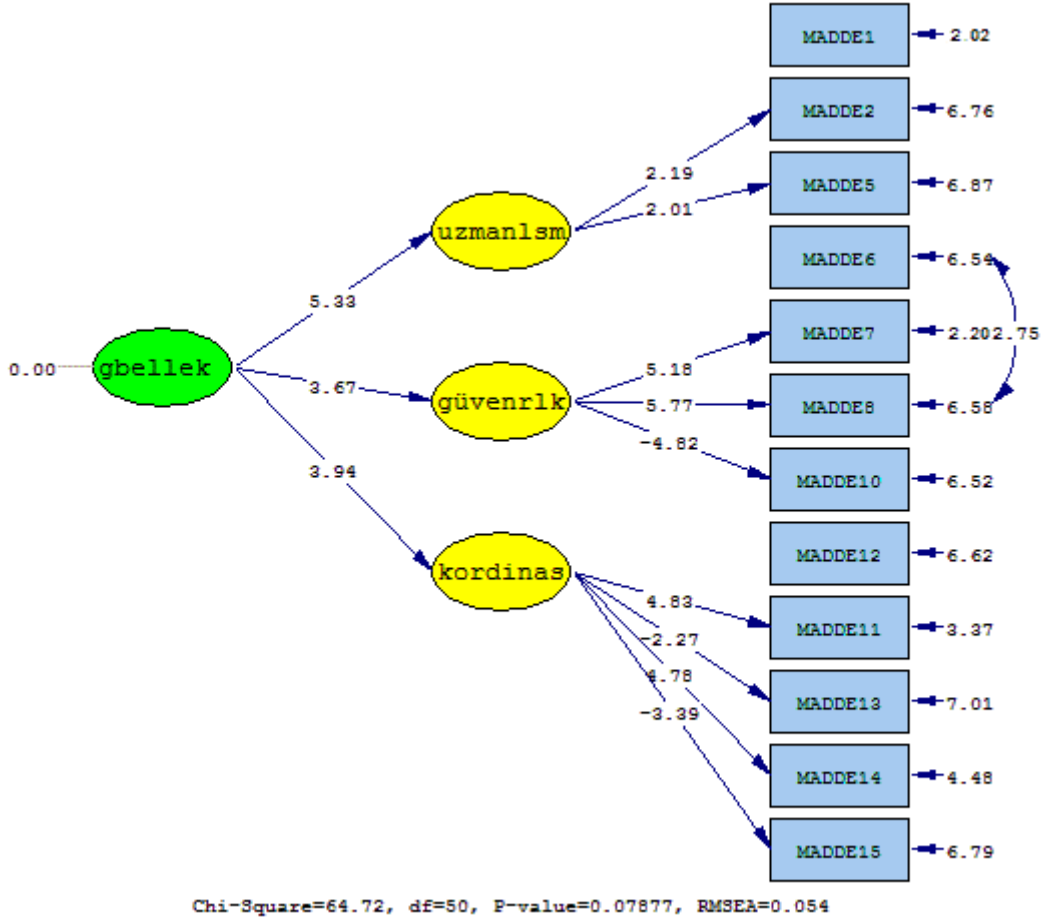 MADDE1 2.02
MADDE2 6.76
2.19
MADDE5 6.87
2.01
uzmanlsm
MADDE6 6.54
5.33
MADDE7 2.20 2.75
gbellek
0.00
5.18
3.67
güvenrlk
5.77
MADDE8 6.58
-4.82
3.94
MADDE10 6.52
MADDE12 6.62
kordinas
4.83
MADDE11 3.37
-2.27
4.78
MADDE13 7.01
-3.39
MADDE14 4.48
MADDE15 6.79
Chi-Square=64.72, df=50, P-value=0.07877, RMSEA=0.054